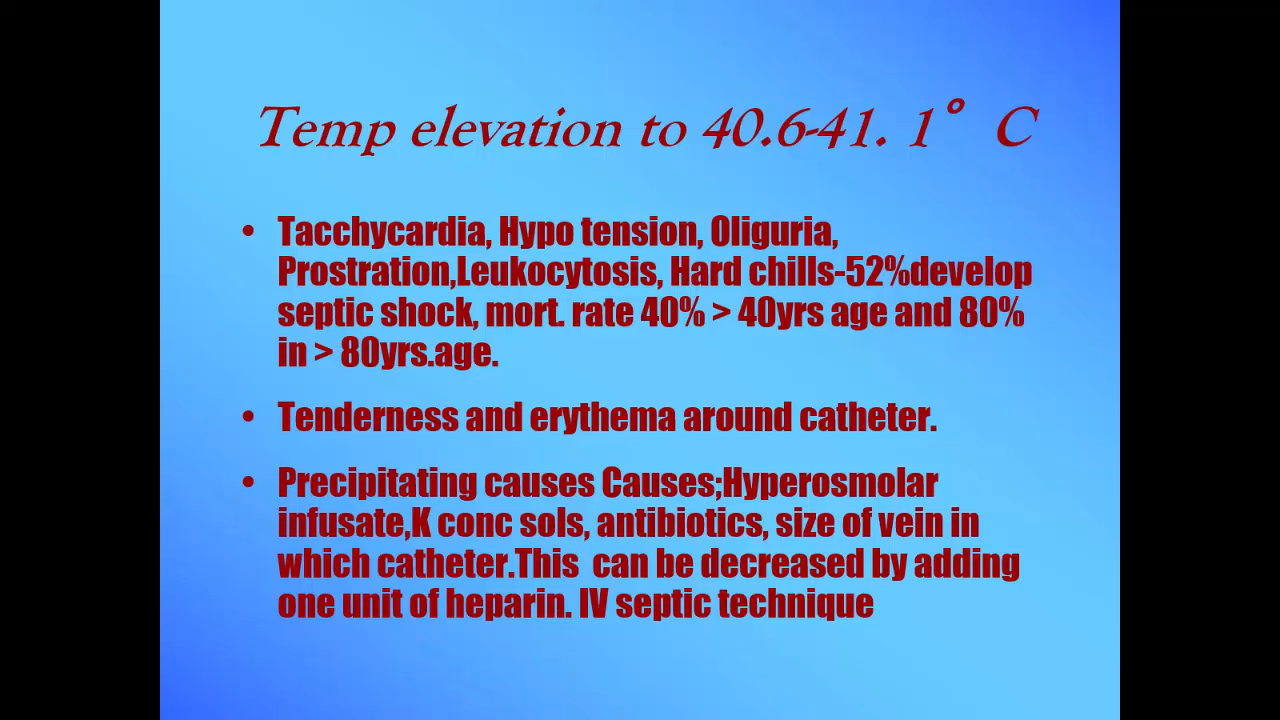 Temp elevation to 40.6-41. 1° C
• Tacchycardia, Hypo tension, Oliguria,
Prostration,Leukocytosis, Hard chills-52%develop
septic shock, mort. rate 40% > 40yrs age and 80%
in > 80yrs.age.
• Tenderness and erythema around catheter.
• Precipitating causes Causes;Hyperosmolar
infusate,K conc sols, antibiotics, size of vein in
which catheter.This  can be decreased by adding
one unit of heparin. IV septic technique